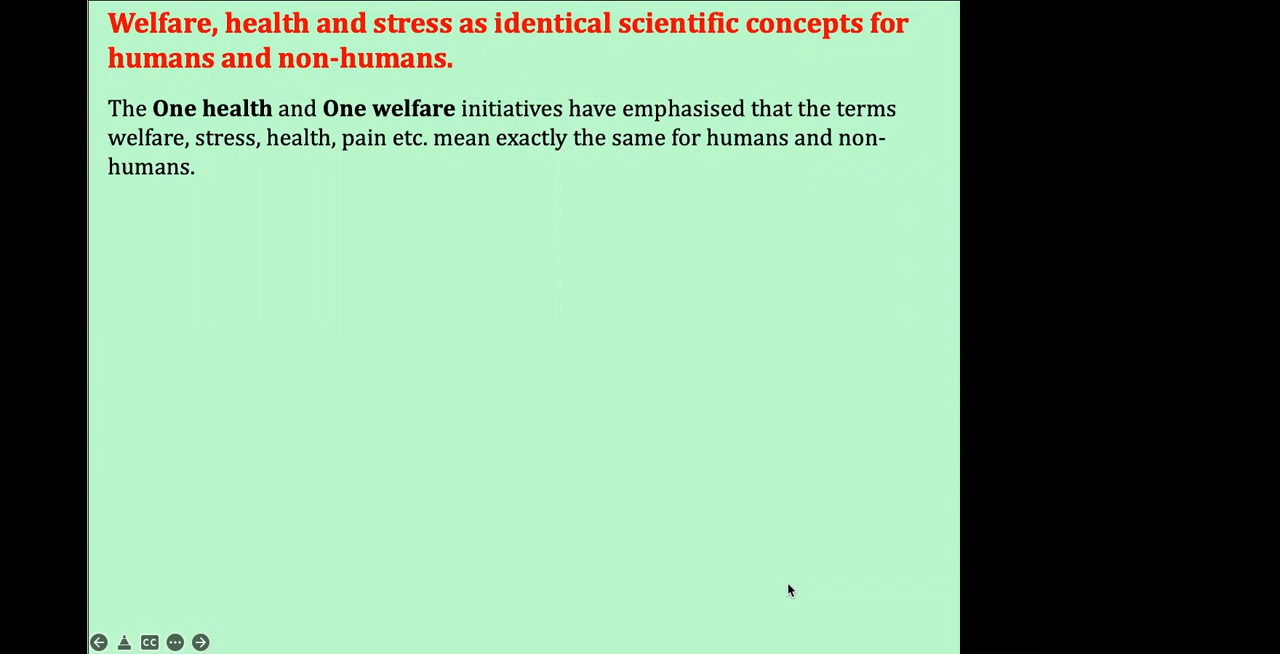 Welfare, health and stress as identical scientific concepts for
humans and non-humans.
The One health and One welfare initiatives have emphasised that the terms
welfare, stress, health, pain etc. mean exactly the same for humans and non-
humans.
CC